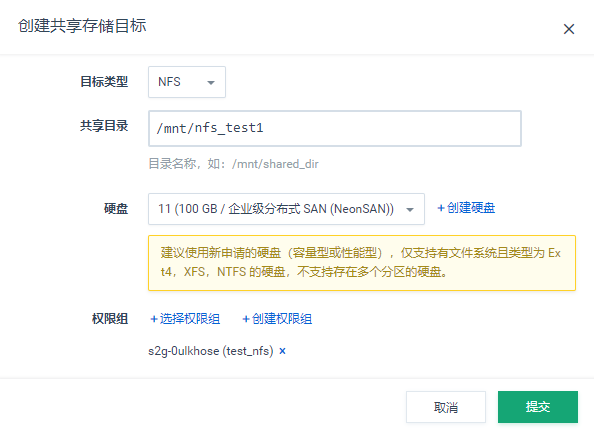 创建共享存储目标
×
目标类型 NFS
共享目录 /mnt/nfs_test1
目录名称，如：/mnt/shared_dir
硬盘 11 (100 GB / 企业级分布式 SAN (NeonSAN)) +创建硬盘
建议使用新申请的硬盘（容量型或性能型），仅支持有文件系统且类型为 Ex
t4，XFS，NTFS 的硬盘，不支持存在多个分区的硬盘。
权限组 +选择权限组 +创建权限组
s2g-0ulkhose (test_nfs) ×
取消 提交